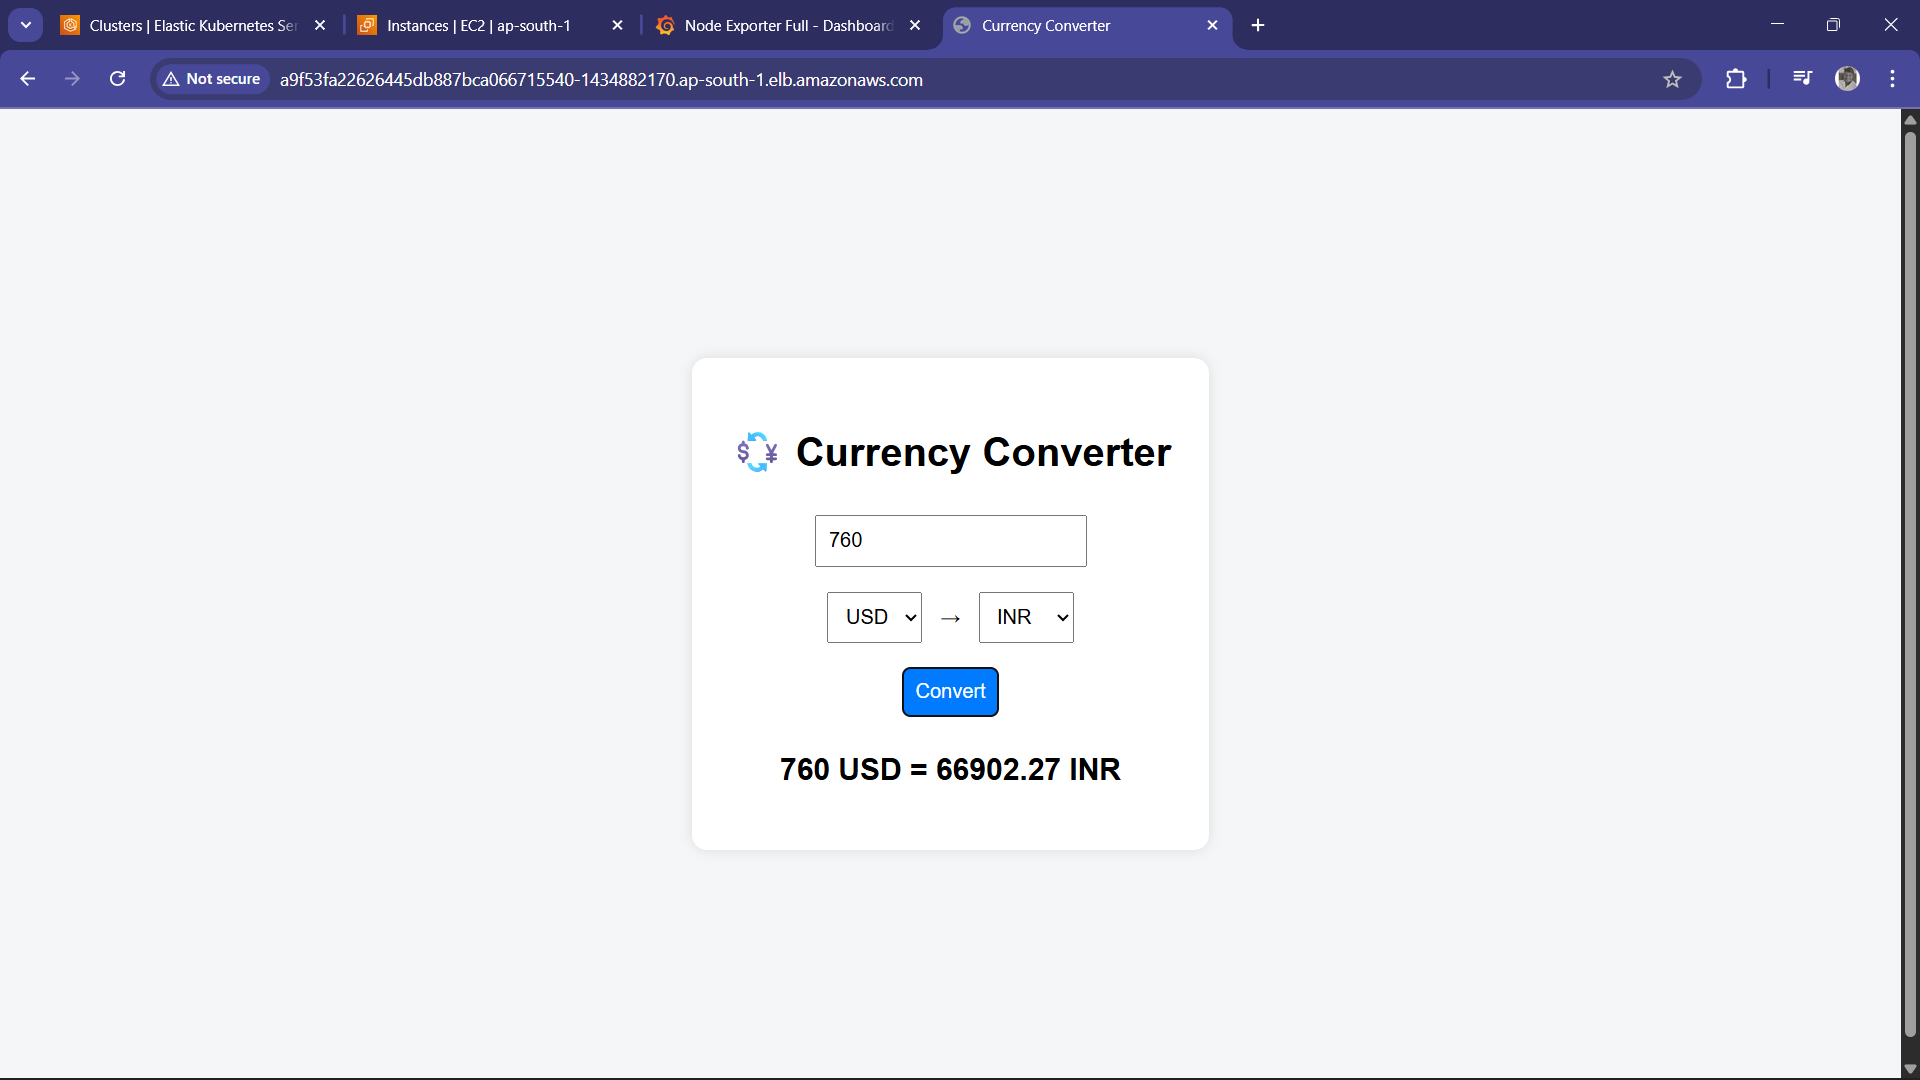 Clusters | Elastic Kubernetes Ser
Instances | EC2 | ap-south-1
Node Exporter Full - Dashboard
Currency Converter
Not secure
a9f53fa22626445db887bca066715540-1434882170.ap-south-1.elb.amazonaws.com
$ ¥ Currency Converter
760
USD → INR
Convert
760 USD = 66902.27 INR